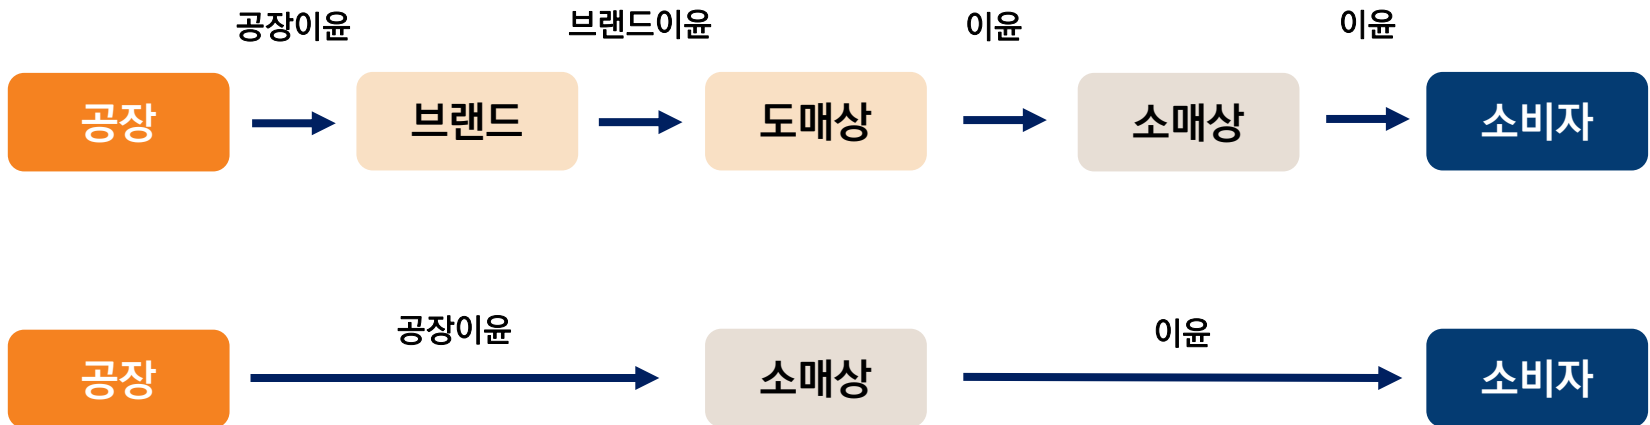 공장이윤 브랜드이윤 이윤 이윤
공장 브랜드 도매상 소매상 소비자
공장이윤 이윤
공장 소매상 소비자